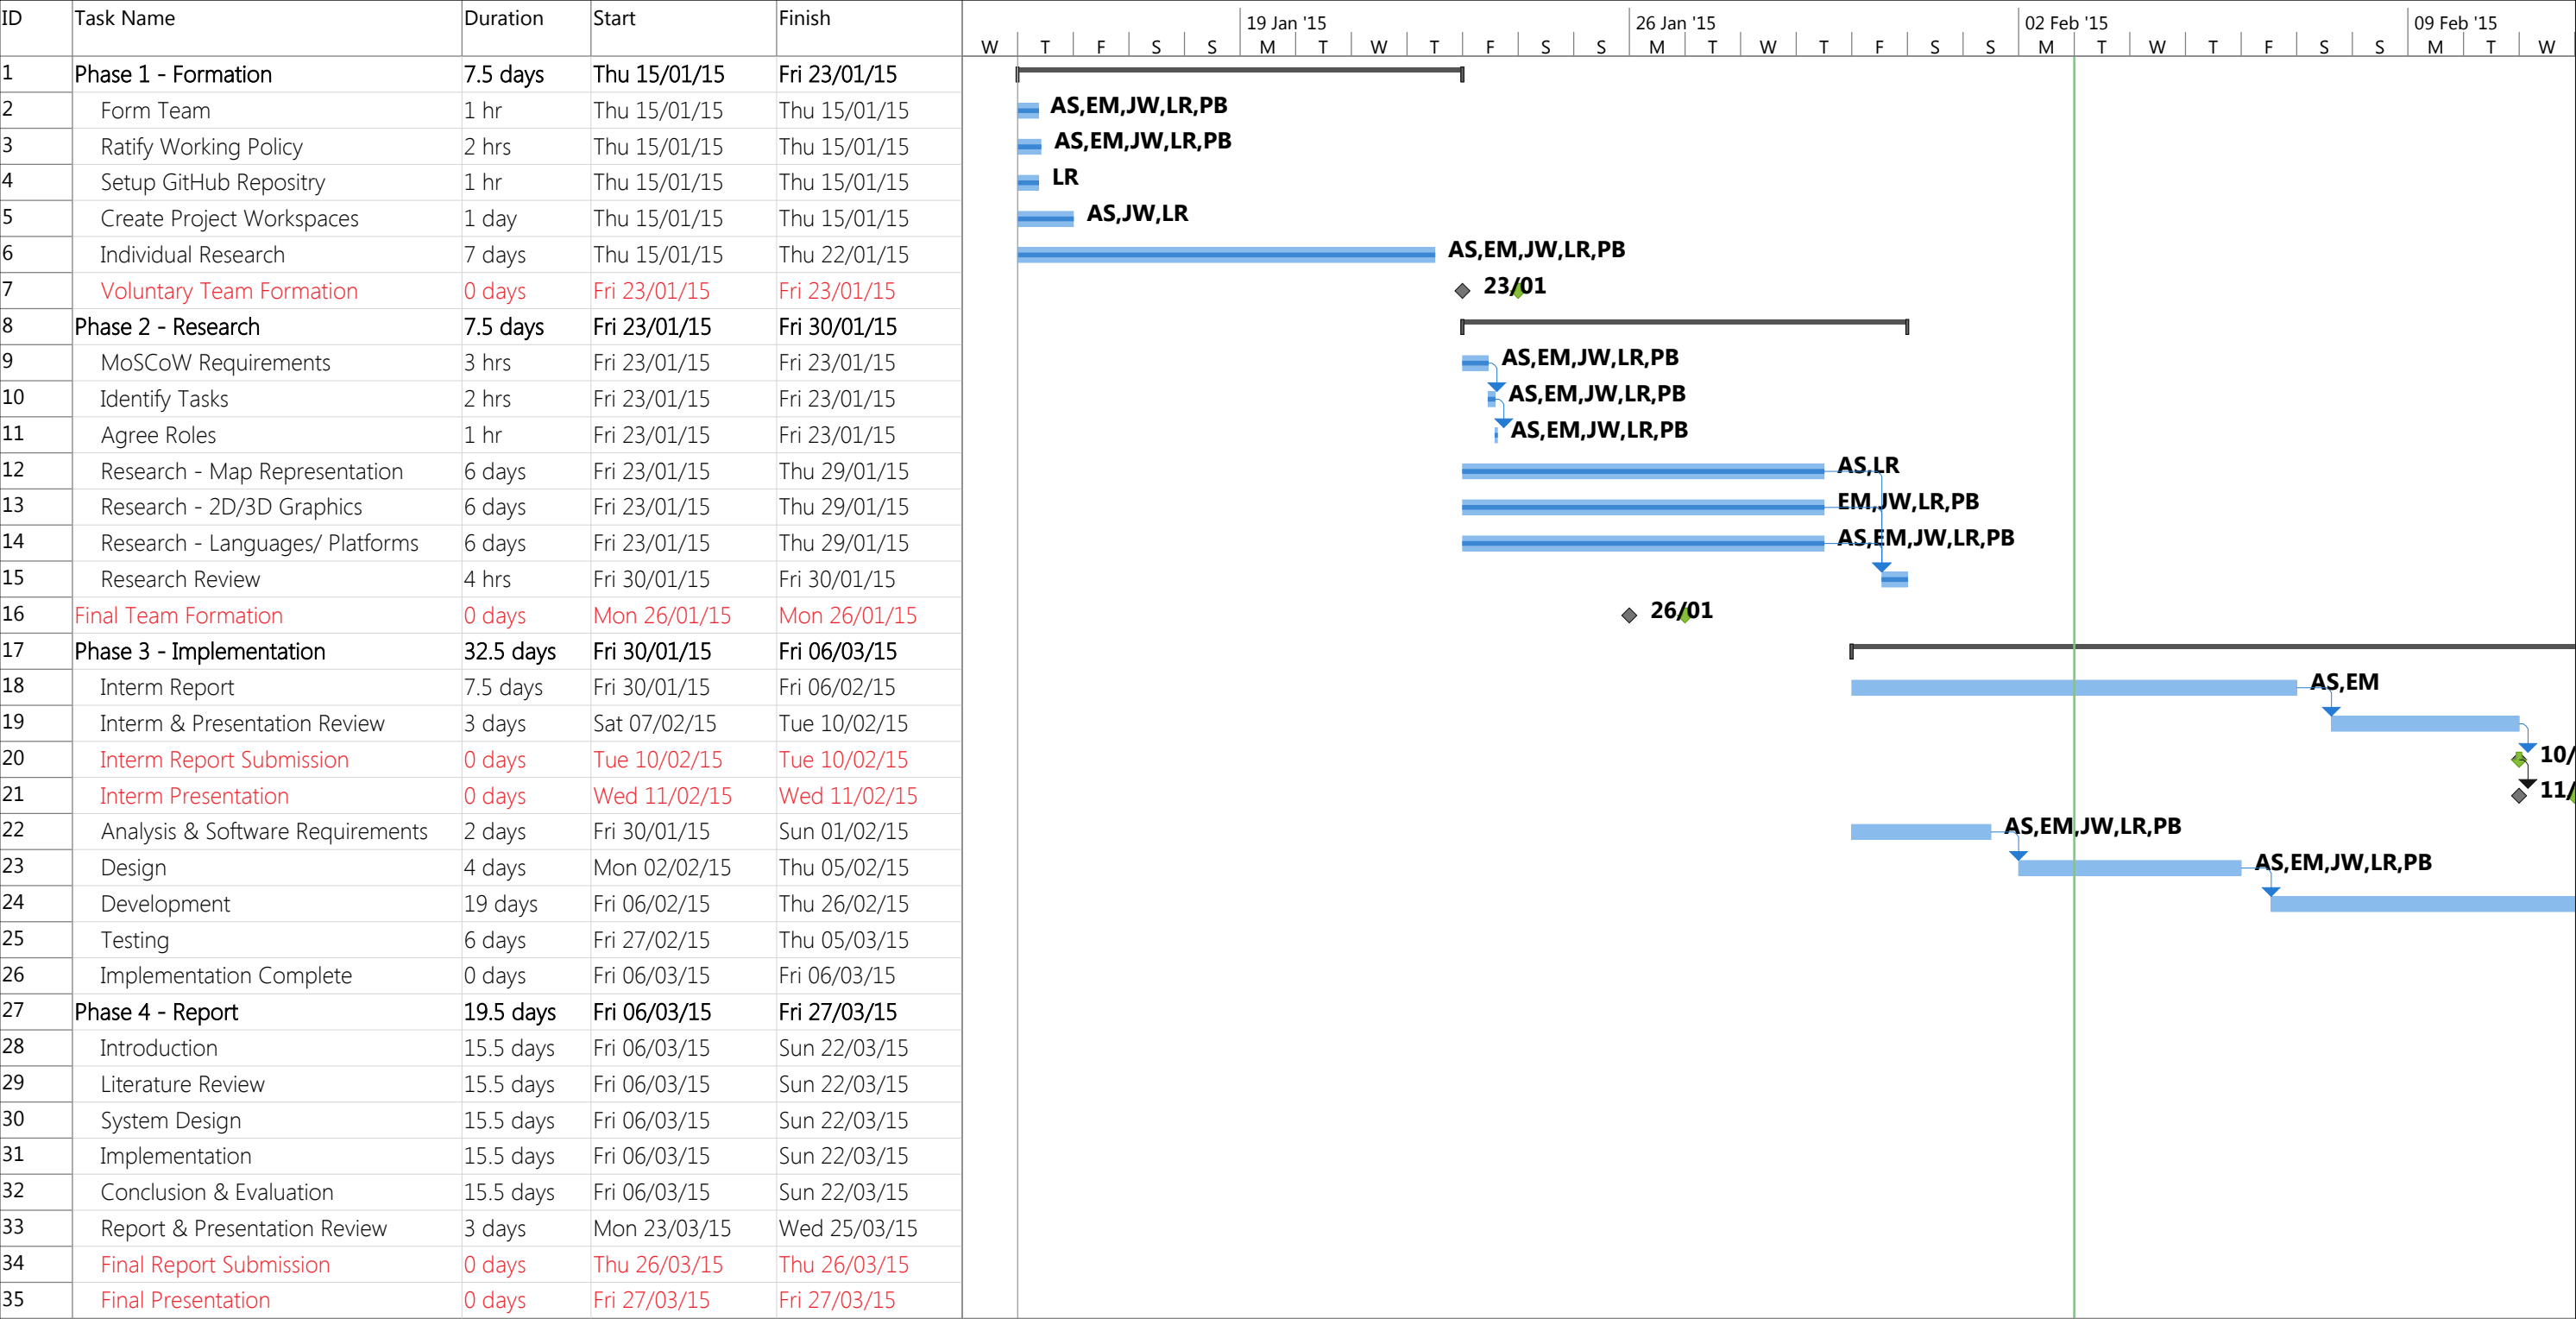 ID Task Name Duration Start Finish 19 Jan '15 26 Jan '15 02 Feb '15 09 Feb '15
W T F S S M T W T F S S M T W T F S S M T W T F S S M T W
1 Phase 1 - Formation 7.5 days Thu 15/01/15 Fri 23/01/15
2 Form Team 1 hr Thu 15/01/15 Thu 15/01/15 AS,EM,JW,LR,PB
3 Ratify Working Policy 2 hrs Thu 15/01/15 Thu 15/01/15 AS,EM,JW,LR,PB
4 Setup GitHub Repositry 1 hr Thu 15/01/15 Thu 15/01/15 LR
5 Create Project Workspaces 1 day Thu 15/01/15 Thu 15/01/15 AS,JW,LR
6 Individual Research 7 days Thu 15/01/15 Thu 22/01/15 AS,EM,JW,LR,PB
7 Voluntary Team Formation 0 days Fri 23/01/15 Fri 23/01/15 23/01
8 Phase 2 - Research 7.5 days Fri 23/01/15 Fri 30/01/15
9 MoSCoW Requirements 3 hrs Fri 23/01/15 Fri 23/01/15 AS,EM,JW,LR,PB
10 Identify Tasks 2 hrs Fri 23/01/15 Fri 23/01/15 AS,EM,JW,LR,PB
11 Agree Roles 1 hr Fri 23/01/15 Fri 23/01/15 AS,EM,JW,LR,PB
12 Research - Map Representation 6 days Fri 23/01/15 Thu 29/01/15 AS,LR
13 Research - 2D/3D Graphics 6 days Fri 23/01/15 Thu 29/01/15 EM,JW,LR,PB
14 Research - Languages/ Platforms 6 days Fri 23/01/15 Thu 29/01/15 AS,EM,JW,LR,PB
15 Research Review 4 hrs Fri 30/01/15 Fri 30/01/15
16 Final Team Formation 0 days Mon 26/01/15 Mon 26/01/15 26/01
17 Phase 3 - Implementation 32.5 days Fri 30/01/15 Fri 06/03/15
18 Interm Report 7.5 days Fri 30/01/15 Fri 06/02/15 AS,EM
19 Interm & Presentation Review 3 days Sat 07/02/15 Tue 10/02/15
20 Interm Report Submission 0 days Tue 10/02/15 Tue 10/02/15 10/
21 Interm Presentation 0 days Wed 11/02/15 Wed 11/02/15 11/
22 Analysis & Software Requirements 2 days Fri 30/01/15 Sun 01/02/15 AS,EM,JW,LR,PB
23 Design 4 days Mon 02/02/15 Thu 05/02/15 AS,EM,JW,LR,PB
24 Development 19 days Fri 06/02/15 Thu 26/02/15
25 Testing 6 days Fri 27/02/15 Thu 05/03/15
26 Implementation Complete 0 days Fri 06/03/15 Fri 06/03/15
27 Phase 4 - Report 19.5 days Fri 06/03/15 Fri 27/03/15
28 Introduction 15.5 days Fri 06/03/15 Sun 22/03/15
29 Literature Review 15.5 days Fri 06/03/15 Sun 22/03/15
30 System Design 15.5 days Fri 06/03/15 Sun 22/03/15
31 Implementation 15.5 days Fri 06/03/15 Sun 22/03/15
32 Conclusion & Evaluation 15.5 days Fri 06/03/15 Sun 22/03/15
33 Report & Presentation Review 3 days Mon 23/03/15 Wed 25/03/15
34 Final Report Submission 0 days Thu 26/03/15 Thu 26/03/15
35 Final Presentation 0 days Fri 27/03/15 Fri 27/03/15